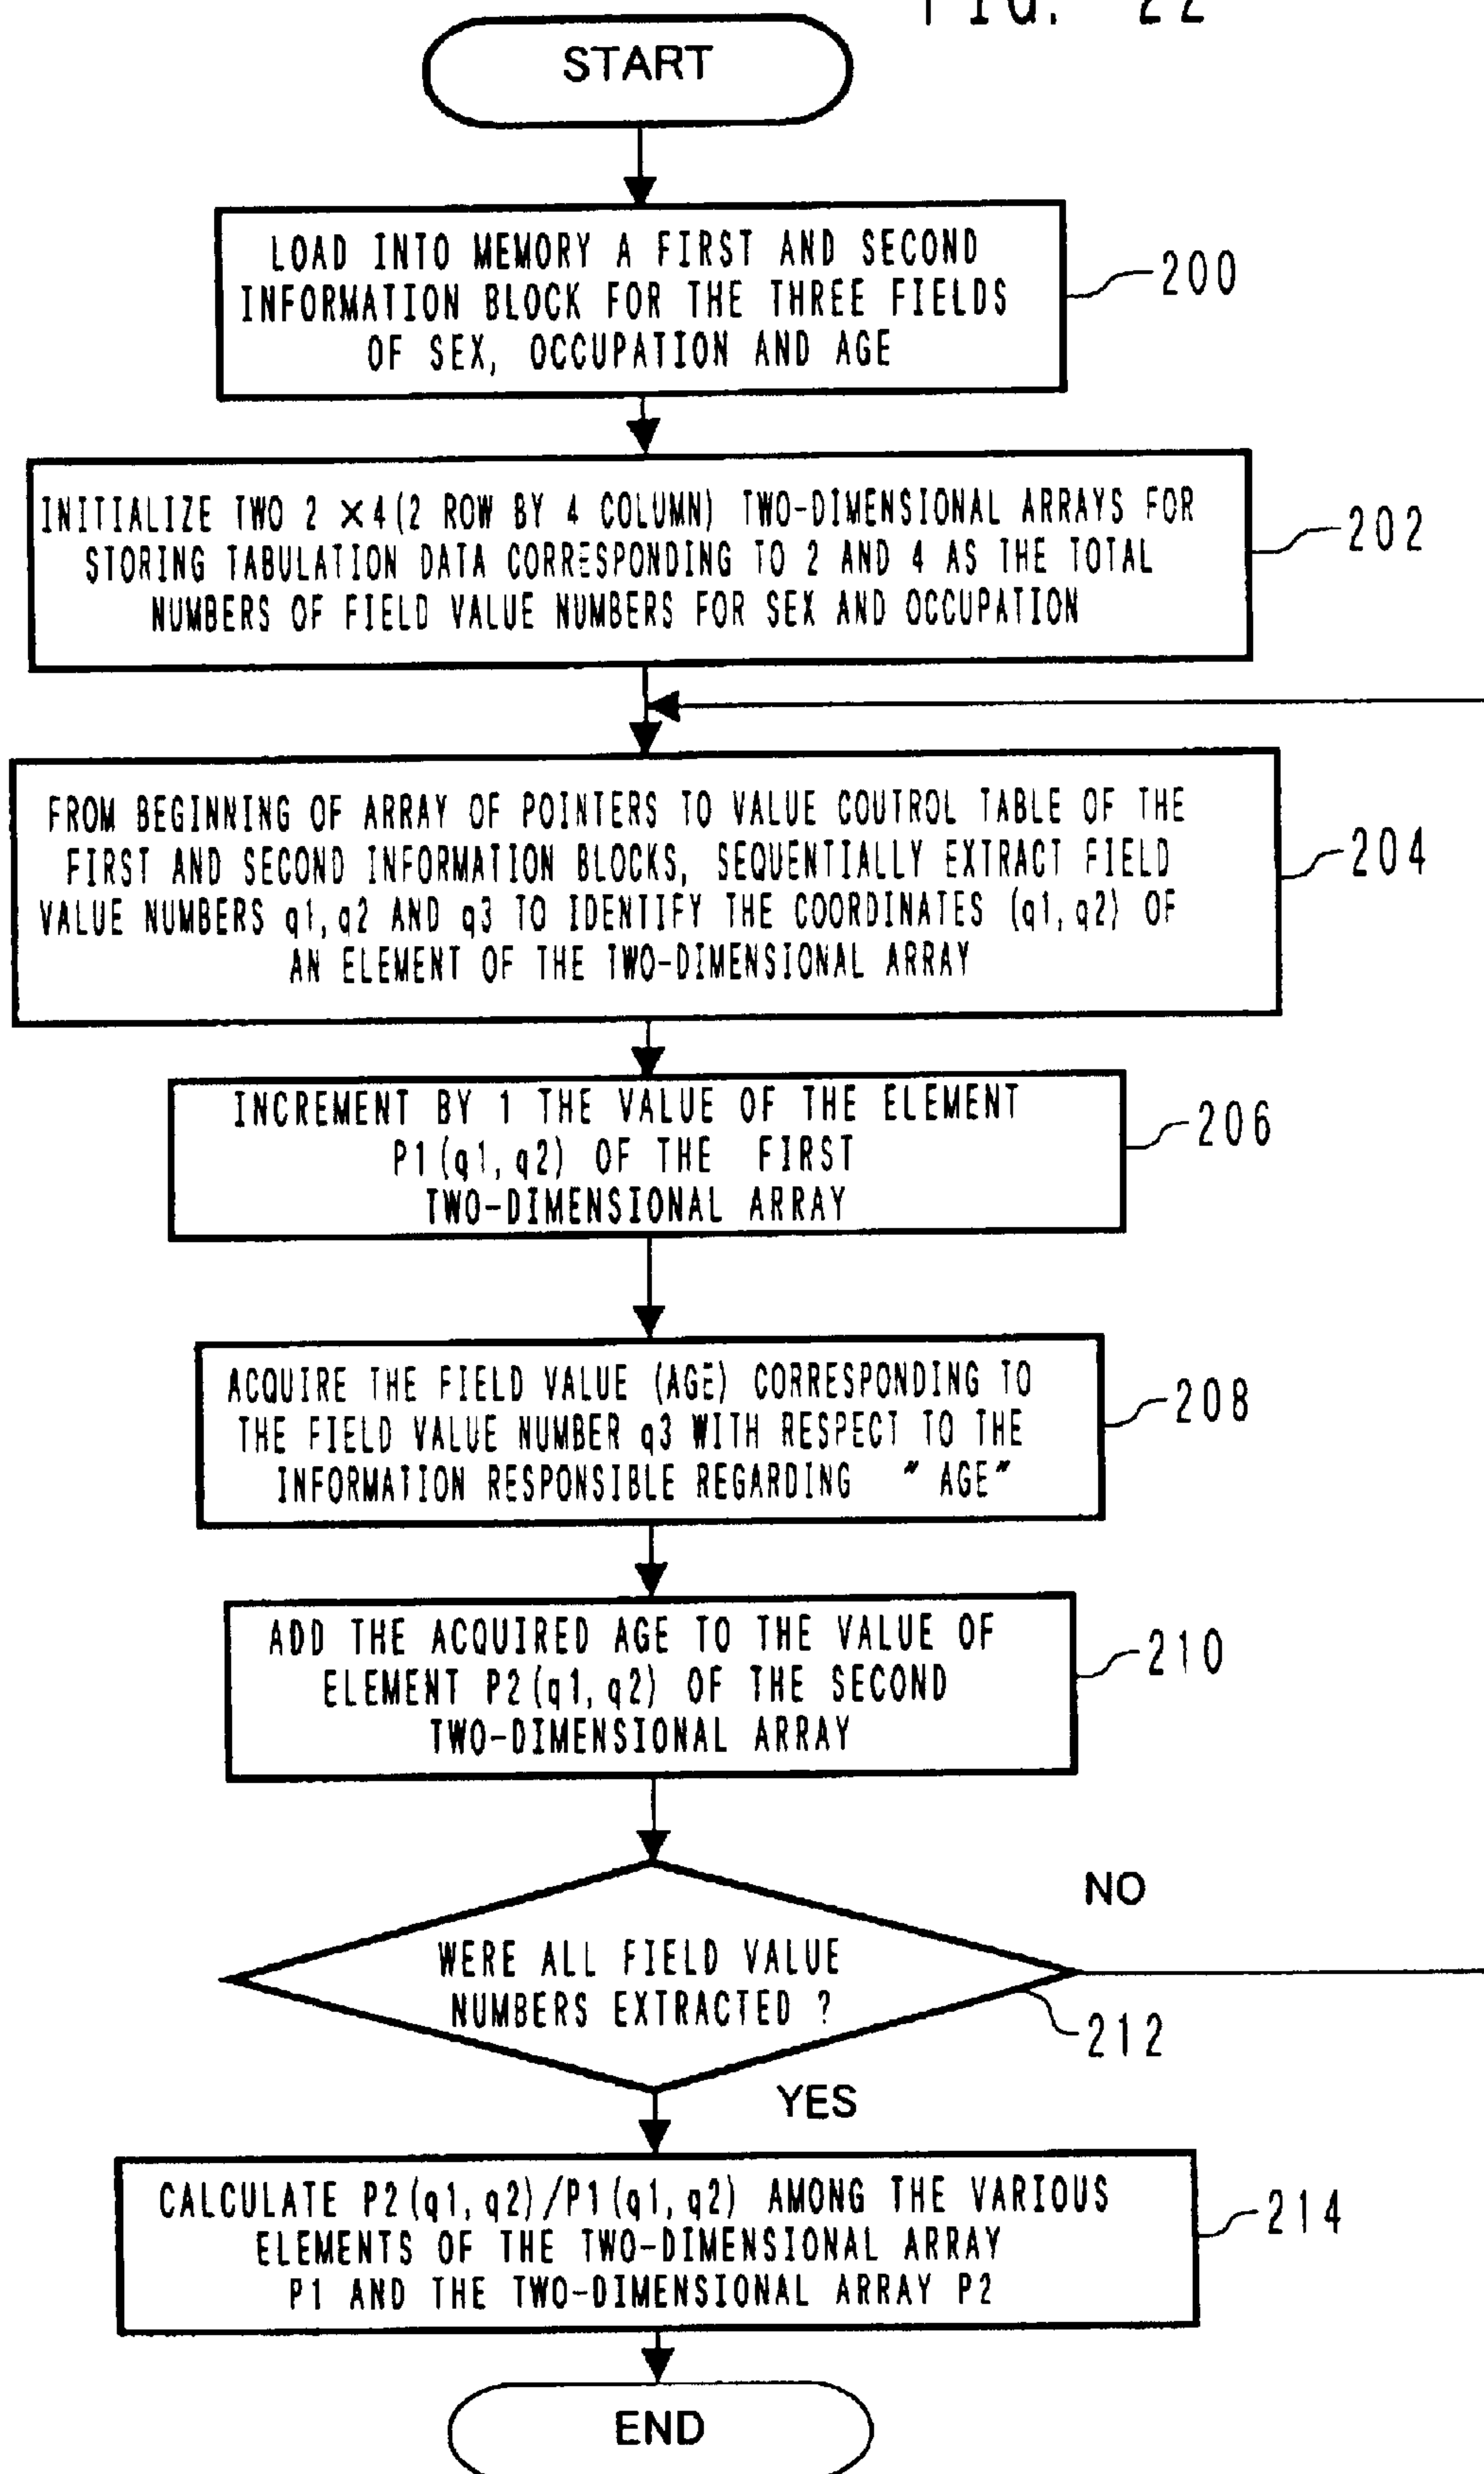 FIG. 22
START
LOAD INTO MEMORY A FIRST AND SECOND
INFORMATION BLOCK FOR THE THREE FIELDS
OF SEX, OCCUPATION AND AGE
200
INITIALIZE TWO 2 ×4(2 ROW BY 4 COLUMN) TWO-DIMENSIONAL ARRAYS FOR
STORING TABULATION DATA CORRESPONDING TO 2 AND 4 AS THE TOTAL
NUMBERS OF FIELD VALUE NUMBERS FOR SEX AND OCCUPATION
202
FROM BEGINNING OF ARRAY OF POINTERS TO VALUE COUTROL TABLE OF THE
FIRST AND SECOND INFORMATION BLOCKS, SEQUENTIALLY EXTRACT FIELD
VALUE NUMBERS q1,q2 AND q3 TO IDENTIFY THE COORDINATES (q1,q2) OF
AN ELEMENT OF THE TWO-DIMENSIONAL ARRAY
204
INCREMENT BY 1 THE VALUE OF THE ELEMENT
P1(q1,q2) OF THE FIRST
TWO-DIMENSIONAL ARRAY
206
ACQUIRE THE FIELD VALUE (AGE) CORRESPONDING TO
THE FIELD VALUE NUMBER q3 WITH RESPECT TO THE
INFORMATION RESPONSIBLE REGARDING " AGE"
208
ADD THE ACQUIRED AGE TO THE VALUE OF
ELEMENT P2(q1,q2) OF THE SECOND
TWO-DIMENSIONAL ARRAY
210
NO
WERE ALL FIELD VALUE
NUMBERS EXTRACTED ?
212
YES
CALCULATE P2(q1,q2)/P1(q1,q2) AMONG THE VARIOUS
ELEMENTS OF THE TWO-DIMENSIONAL ARRAY
P1 AND THE TWO-DIMENSIONAL ARRAY P2
214
END